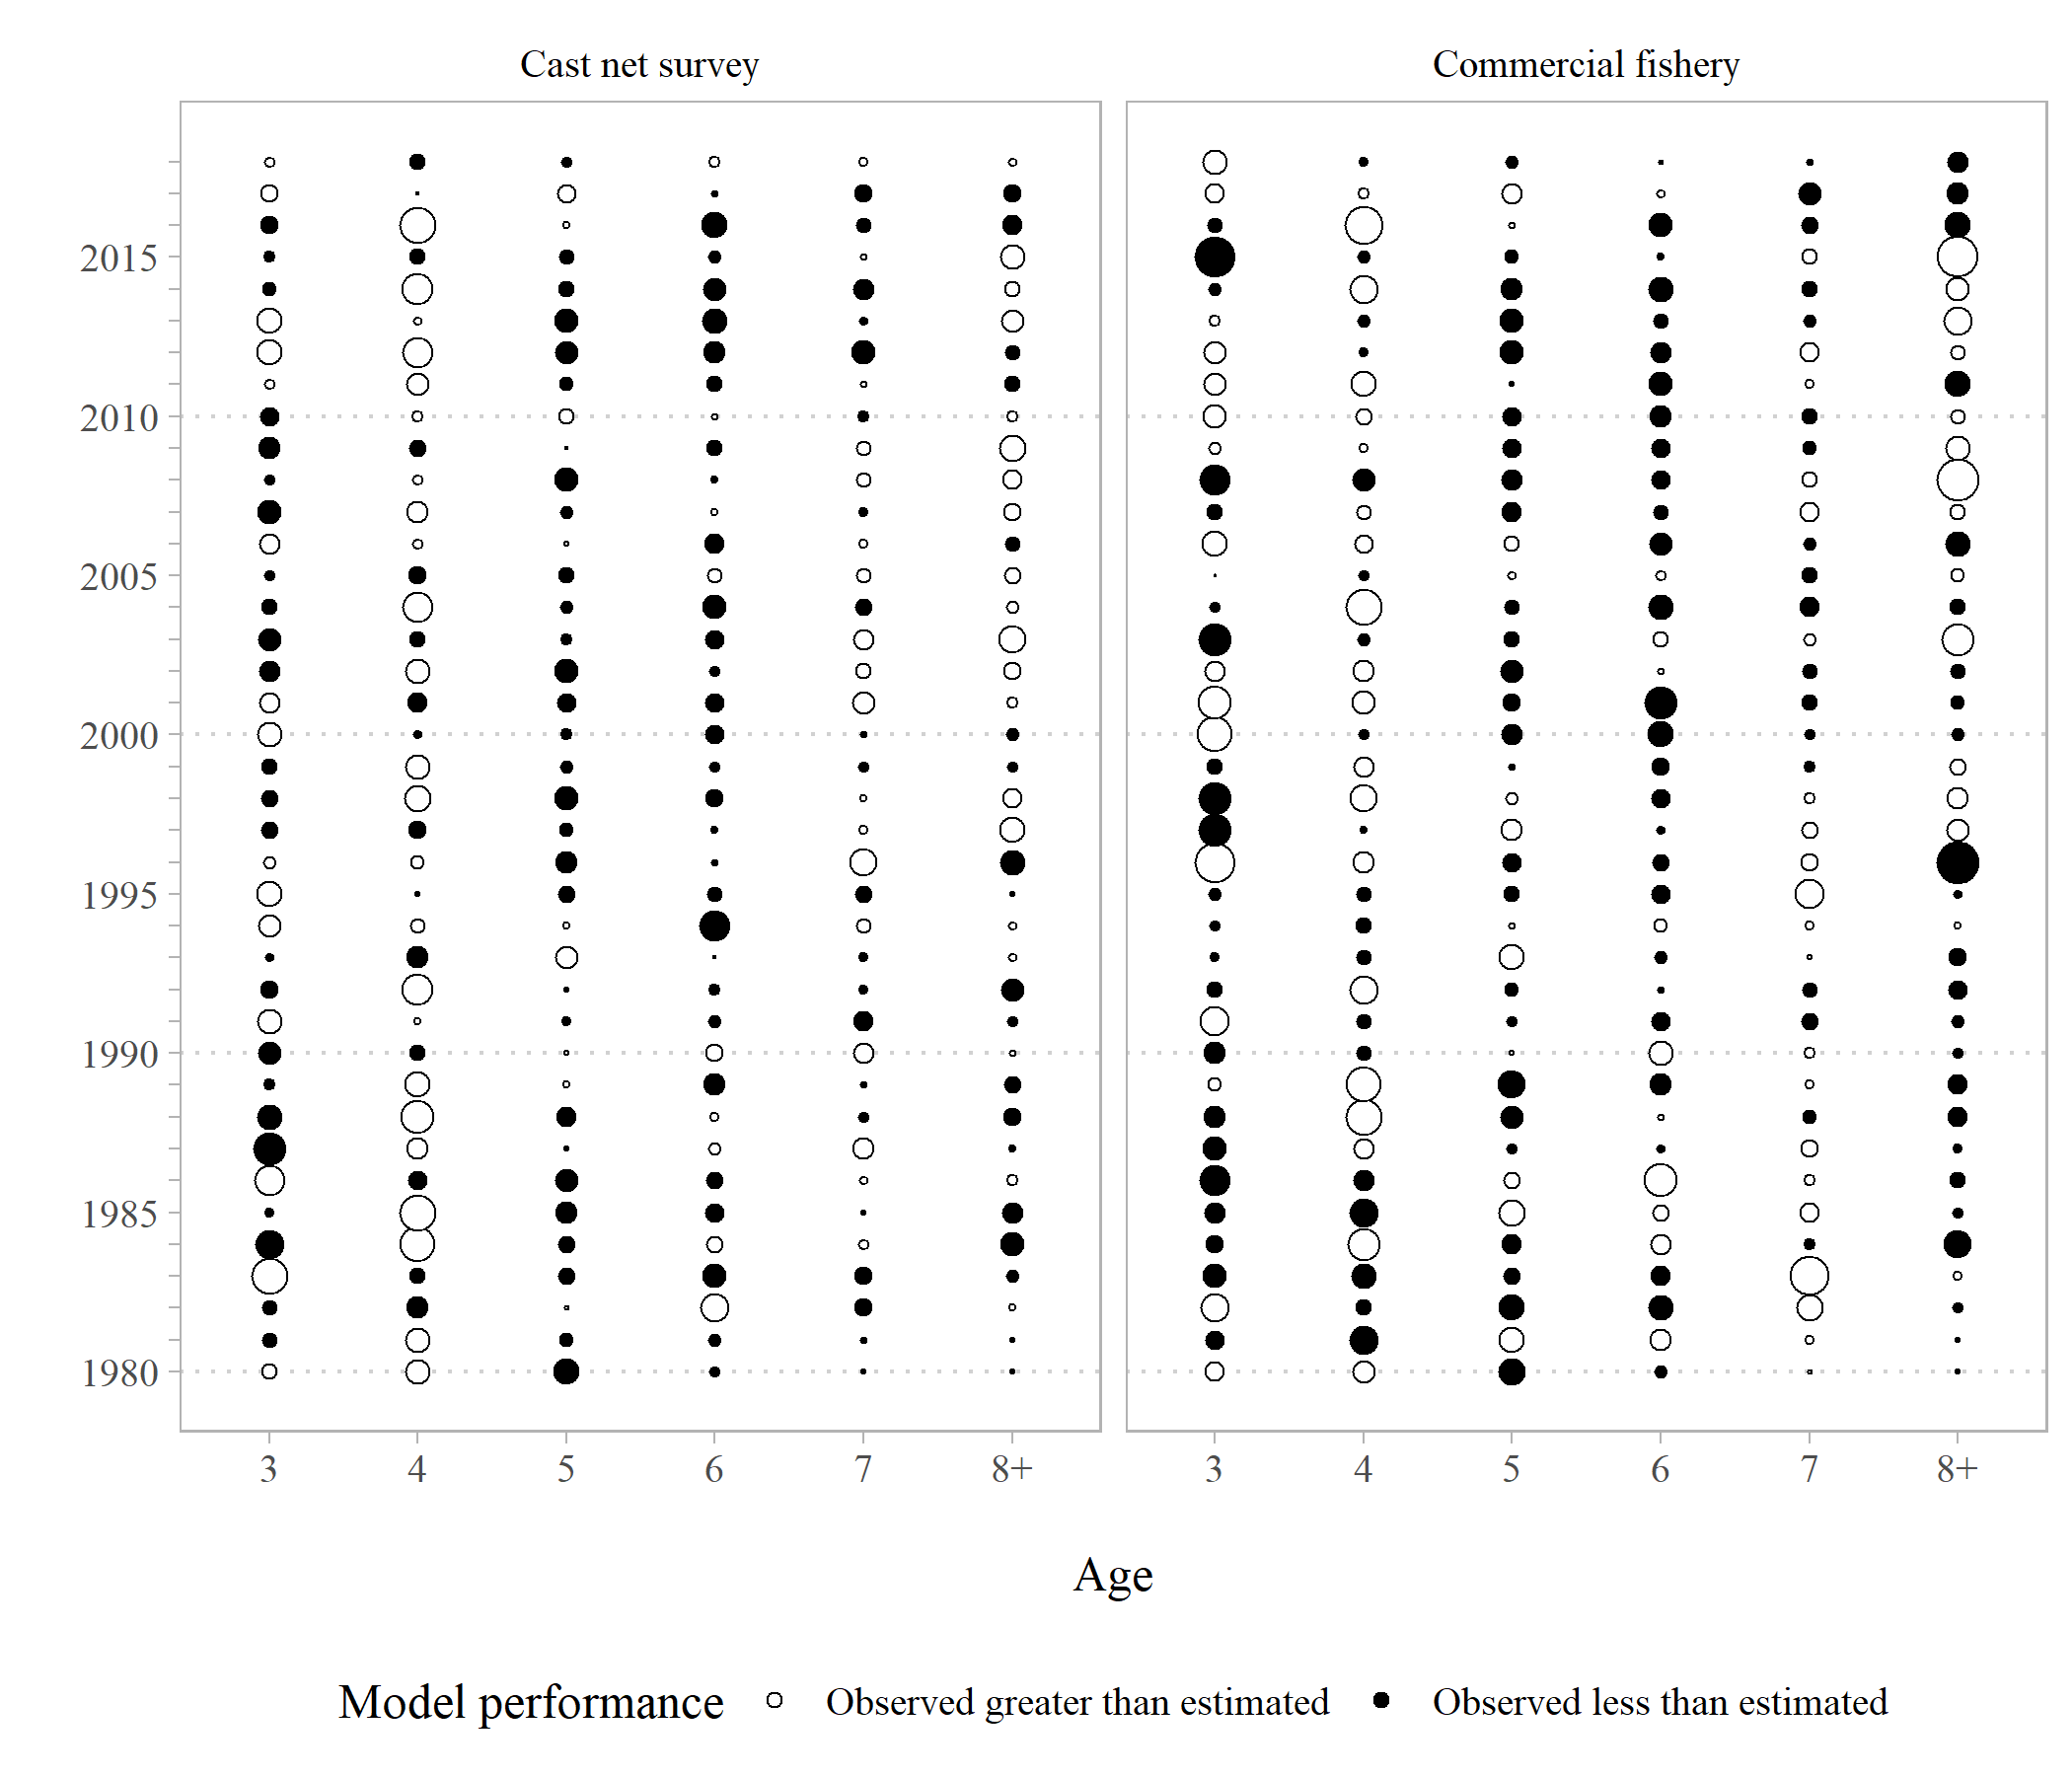 Cast net survey Commercial fishery
2015
2010
2005
2000
1995
1990
1985
1980
3 4 5 6 7 8+ 3 4 5 6 7 8+
Age
Model performance Observed greater than estimated Observed less than estimated